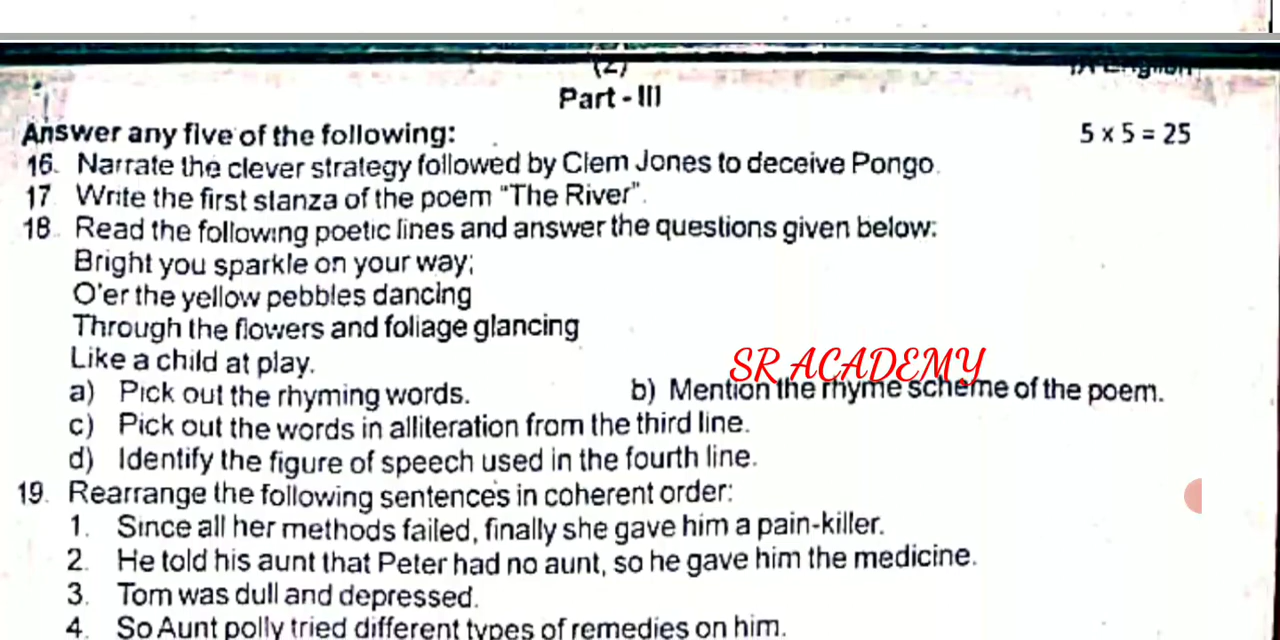 (2)
Part - III
Answer any five of the following: 5 x 5 = 25
16. Narrate the clever strategy followed by Clem Jones to deceive Pongo.
17. Write the first stanza of the poem "The River".
18. Read the following poetic lines and answer the questions given below:
Bright you sparkle on your way;
O'er the yellow pebbles dancing
Through the flowers and foliage glancing
Like a child at play.
SR ACADEMY
a) Pick out the rhyming words. b) Mention the rhyme scheme of the poem.
c) Pick out the words in alliteration from the third line.
d) Identify the figure of speech used in the fourth line.
19. Rearrange the following sentences in coherent order:
1. Since all her methods failed, finally she gave him a pain-killer.
2. He told his aunt that Peter had no aunt, so he gave him the medicine.
3. Tom was dull and depressed.
4. So Aunt polly tried different types of remedies on him.